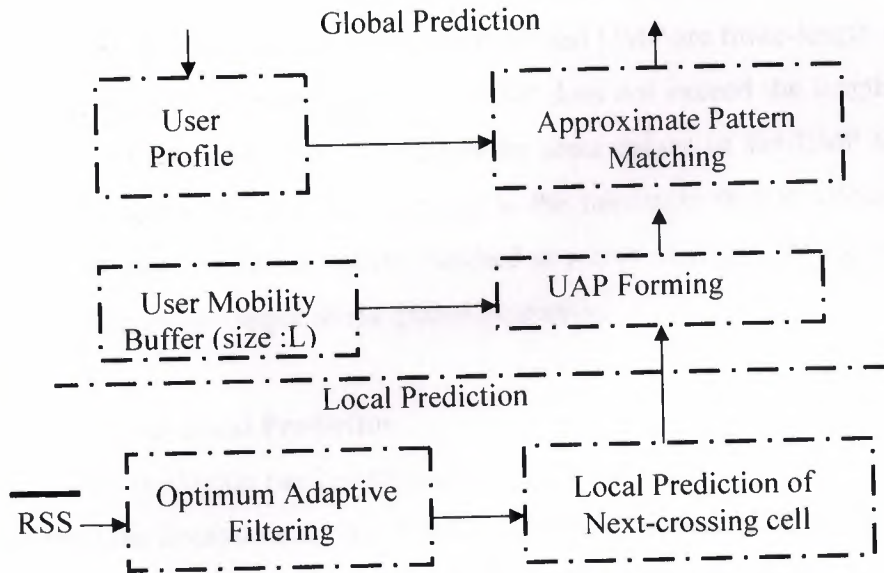 Global Prediction
User
Profile
Approximate Pattern
Matching
User Mobility
Buffer (size :L)
UAP Forming
Local Prediction
RSS
Optimum Adaptive
Filtering
Local Prediction of
Next-crossing cell